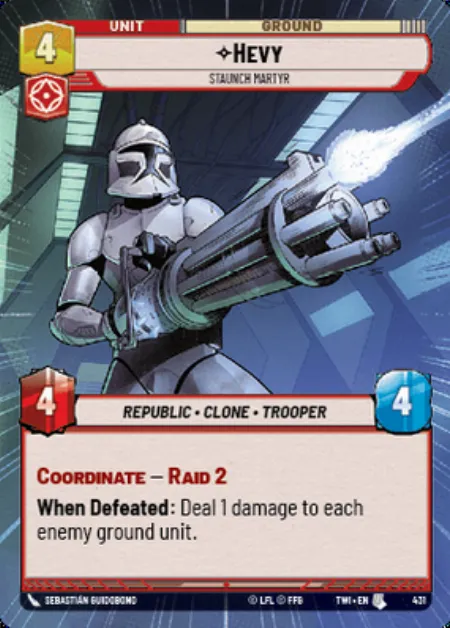 UNIT
GROUND
4
HEVY
STAUNCH MARTYR
4
REPUBLIC • CLONE • TROOPER
4
COORDINATE – RAID 2
When Defeated: Deal 1 damage to each
enemy ground unit.
SEBASTIÁN GUIDOBONO
© LFL © FFG
TWI • EN
431